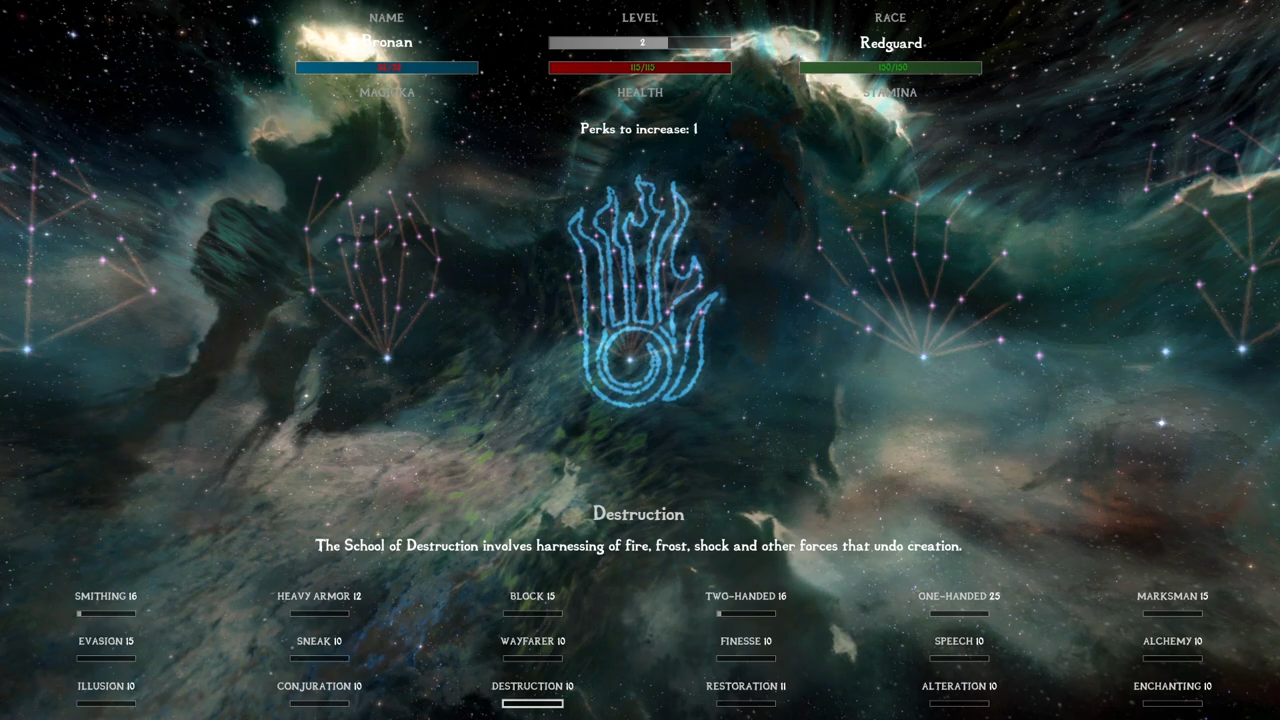 NAME LEVEL RACE
Bronan 2 Redguard
115/115 150/150
MAGICKA HEALTH STAMINA
Perks to increase: 1
Destruction
The School of Destruction involves harnessing of fire, frost, shock and other forces that undo creation.
SMITHING 16 HEAVY ARMOR 12 BLOCK 15 TWO-HANDED 16 ONE-HANDED 25 MARKSMAN 15
EVASION 15 SNEAK 10 WAYFARER 10 FINESSE 10 SPEECH 10 ALCHEMY 10
ILLUSION 10 CONJURATION 10 DESTRUCTION 10 RESTORATION 11 ALTERATION 10 ENCHANTING 10